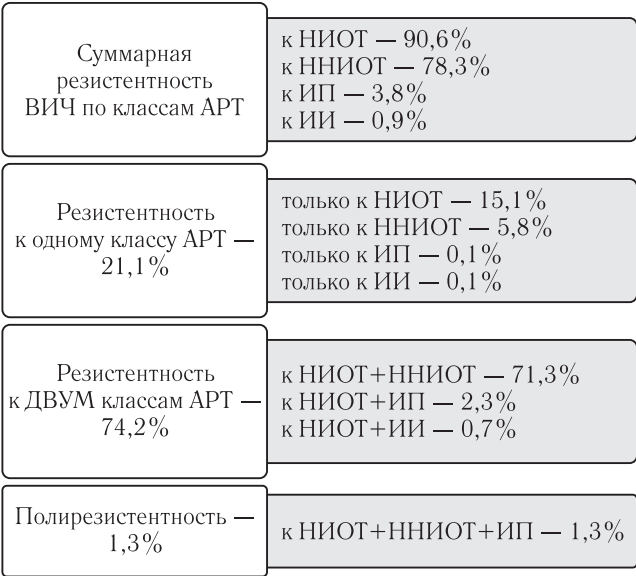 Суммарная
резистентность
ВИЧ по классам АРТ
к НИОТ — 90,6%
к ННИОТ — 78,3%
к ИП — 3,8%
к ИИ — 0,9%
Резистентность
к одному классу АРТ —
21,1%
только к НИОТ — 15,1%
только к ННИОТ — 5,8%
только к ИП — 0,1%
только к ИИ — 0,1%
Резистентность
к ДВУМ классам АРТ —
74,2%
к НИОТ+ННИОТ — 71,3%
к НИОТ+ИП — 2,3%
к НИОТ+ИИ — 0,7%
Полирезистентность —
1,3%
к НИОТ+ННИОТ+ИП — 1,3%